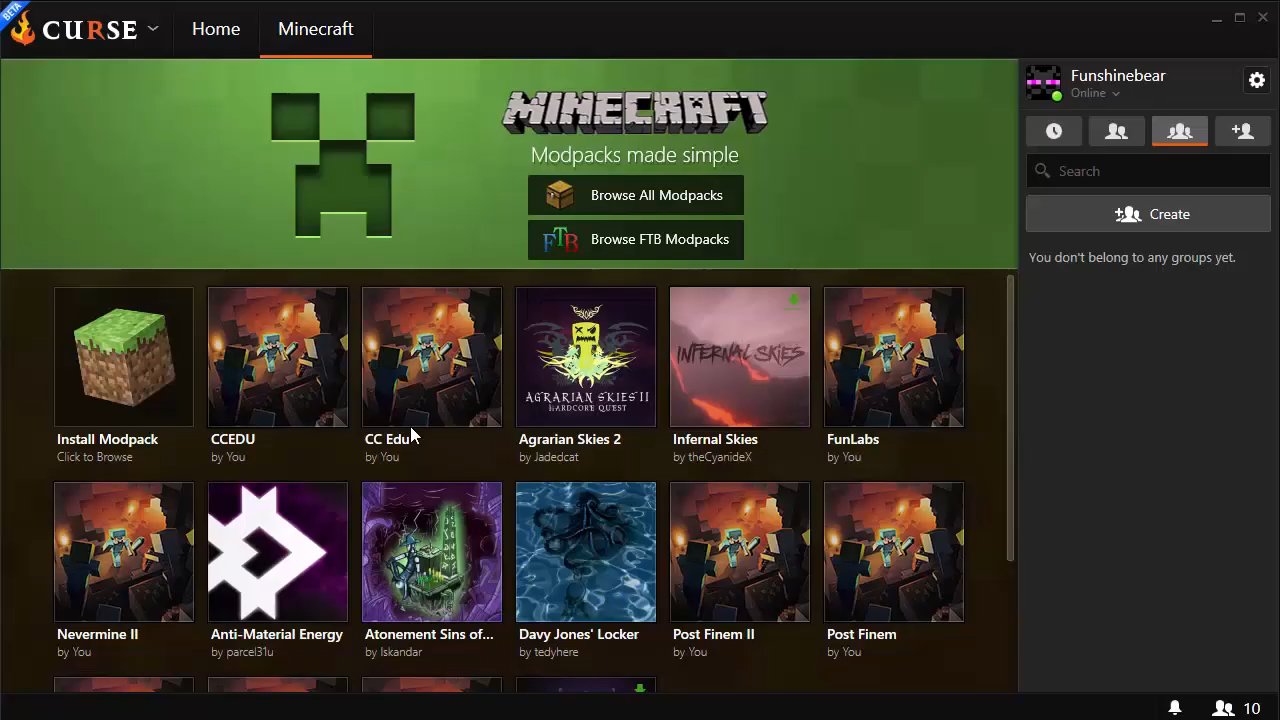 BETA
CURSE
Home
Minecraft
Funshinebear
Online
MINECRAFT
Modpacks made simple
Browse All Modpacks
FTB
Browse FTB Modpacks
Search
Create
You don't belong to any groups yet.
AGRARIAN SKIES II
HARDCORE QUEST
INFERNAL SKIES
Install Modpack
CCEDU
CC Edu
Agrarian Skies 2
Infernal Skies
FunLabs
Click to Browse
by You
by You
by Jadedcat
by theCyanideX
by You
Nevermine II
Anti-Material Energy
Atonement Sins of...
Davy Jones' Locker
Post Finem II
Post Finem
by You
by parcel31u
by Iskandar
by tedyhere
by You
by You
10